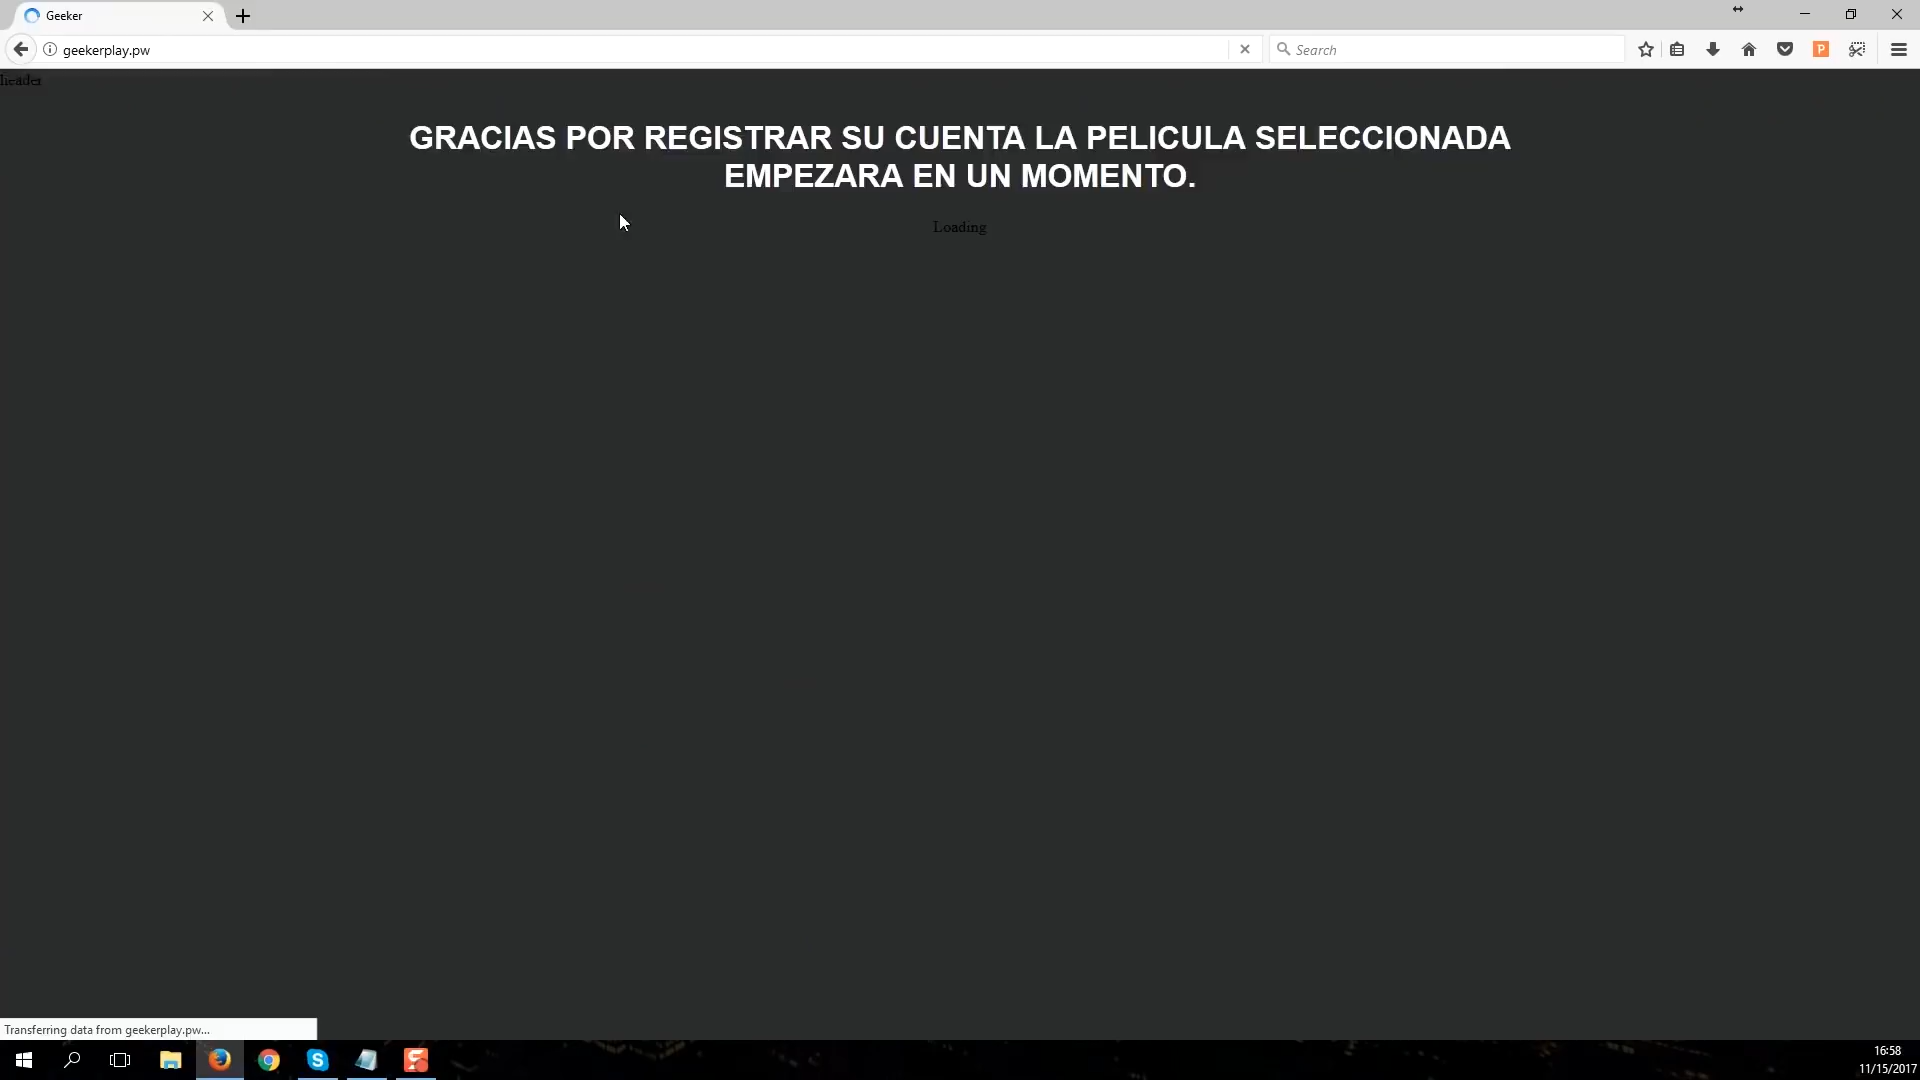 Geeker
geekerplay.pw
Search
header
GRACIAS POR REGISTRAR SU CUENTA LA PELICULA SELECCIONADA
EMPEZARA EN UN MOMENTO.
Loading
Transferring data from geekerplay.pw...
16:58
11/15/2017